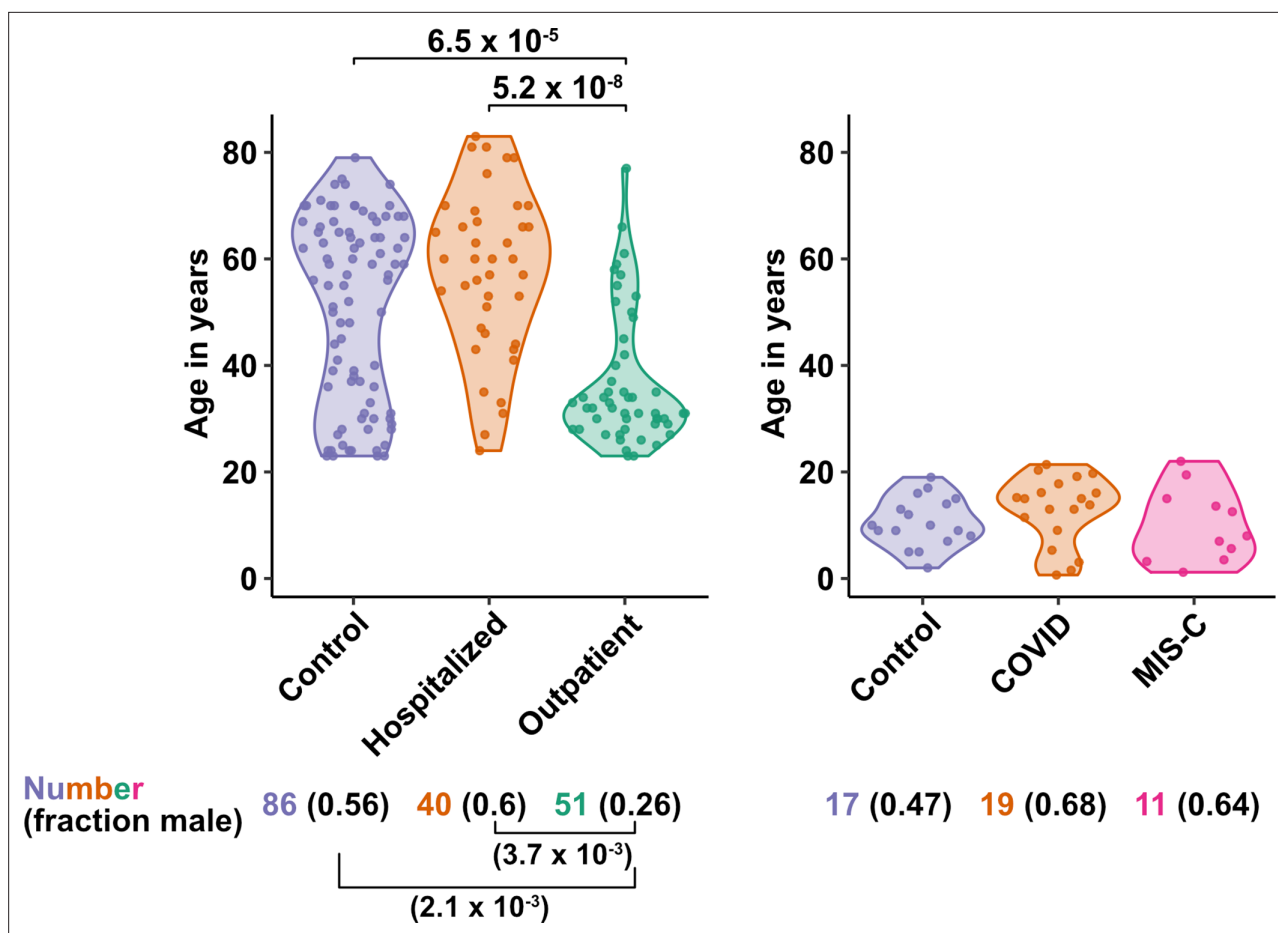 6.5 x 10-5
5.2 x 10-8
Age in years
80
60
40
20
0
Control
Hospitalized
Outpatient
Age in years
80
60
40
20
0
Control
COVID
MIS-C
Number
(fraction male)
86 (0.56) 40 (0.6) 51 (0.26) 17 (0.47) 19 (0.68) 11 (0.64)
(3.7 x 10-3)
(2.1 x 10-3)